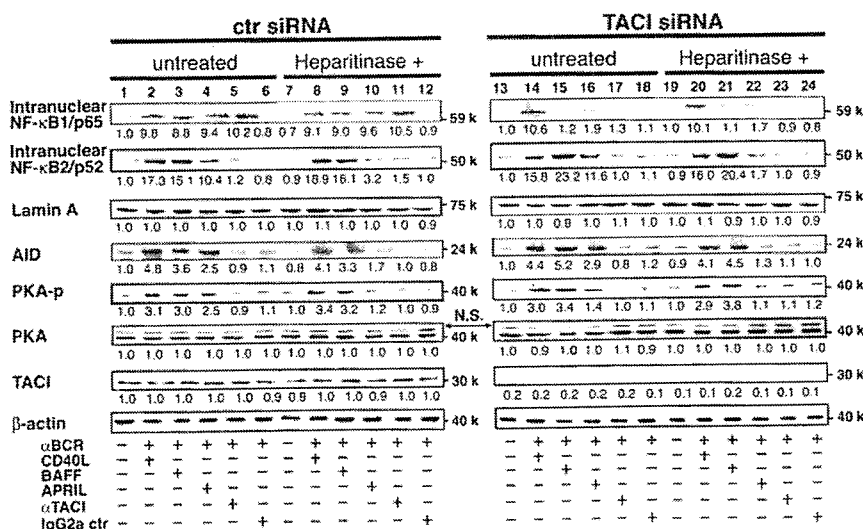 ctr siRNA TACI siRNA
untreated Heparitinase + untreated Heparitinase +
1 2 3 4 5 6 7 8 9 10 11 12 13 14 15 16 17 18 19 20 21 22 23 24
Intranuclear
NF-κB1/p65 59 k 59 k
1.0 9.8 8.8 9.4 10.2 0.8 .7 9.1 9.0 9.6 10.5 0.9 1.0 10.6 1.2 1.9 1.3 1.1 1.0 10.1 1.1 1.7 0.9 0.8
Intranuclear
NF-κB2/p52 50 k 50 k
1.0 17.3 15.1 10.4 1.2 0.8 0.9 18.9 16.1 3.2 1.5 1.0 1.0 15.8 23.2 11.6 1.0 1.1 0.9 16.0 20.4 1.7 1.0 0.9
Lamin A 75 k 75 k
1.0 1.0 1.0 1.0 1.0 1.0 1.0 1.1 1.0 1.0 1.0 0.9 1.0 1.0 0.9 1.0 1.0 1.0 1.0 1.1 0.9 1.0 1.0 0.9
AID 24 k 24 k
1.0 4.8 3.6 2.5 0.9 1.1 0.8 4.1 3.3 1.7 1.0 0.8 1.0 4.4 5.2 2.9 0.8 1.2 0.9 4.1 4.5 1.3 1.1 1.0
PKA-p 40 k 40 k
1.0 3.1 3.0 2.5 0.9 1.1 1.0 3.4 3.2 1.2 1.0 0.9 1.0 3.0 3.4 1.4 1.0 1.1 1.0 2.9 3.8 1.1 1.1 1.2
N.S.
PKA 40 k 40 k
1.0 1.0 1.0 1.0 1.0 1.0 1.0 1.0 1.0 1.0 1.0 1.0 1.0 0.9 1.0 1.0 1.1 0.9 1.0 1.0 1.0 1.0 1.0 1.0
TACI 30 k 30 k
1.0 1.0 1.0 1.0 1.0 0.9 0.9 1.0 1.0 0.9 1.0 1.0 0.2 0.2 0.1 0.2 0.2 0.1 0.1 0.1 0.2 0.1 0.1 0.1
β-actin 40 k 40 k
αBCR − + + + + + − + + + + + − + + + + + − + + + + +
CD40L − + − − − − − + − − − − − + − − − − − + − − − −
BAFF − − + − − − − − + − − − − − + − − − − − + − − −
APRIL − − − + − − − − − + − − − − − + − − − − − + − −
αTACI − − − − + − − − − − + − − − − − + − − − − − + −
IgG2a ctr − − − − − + − − − − − + − − − − − + − − − − − +